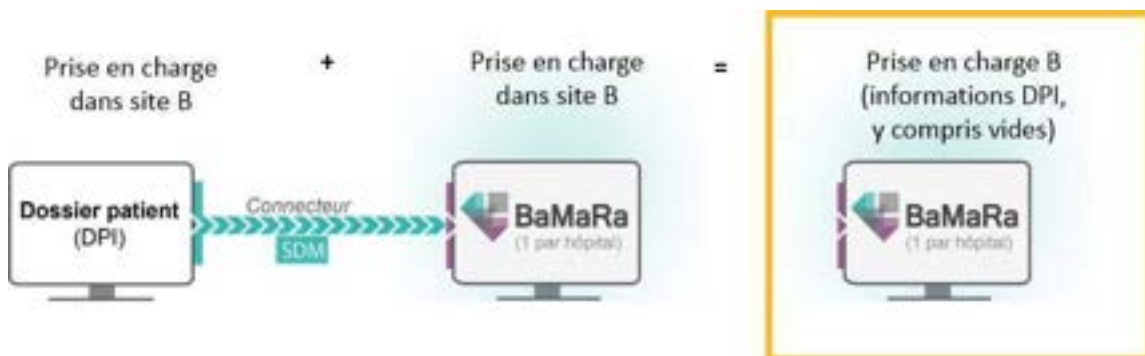 Prise en charge
dans site B
+
Prise en charge
dans site B
=
Prise en charge B
(informations DPI,
y compris vides)
Dossier patient
(DPI)
Connecteur
SDM
BaMaRa
(1 par hôpital)
BaMaRa
(1 par hôpital)